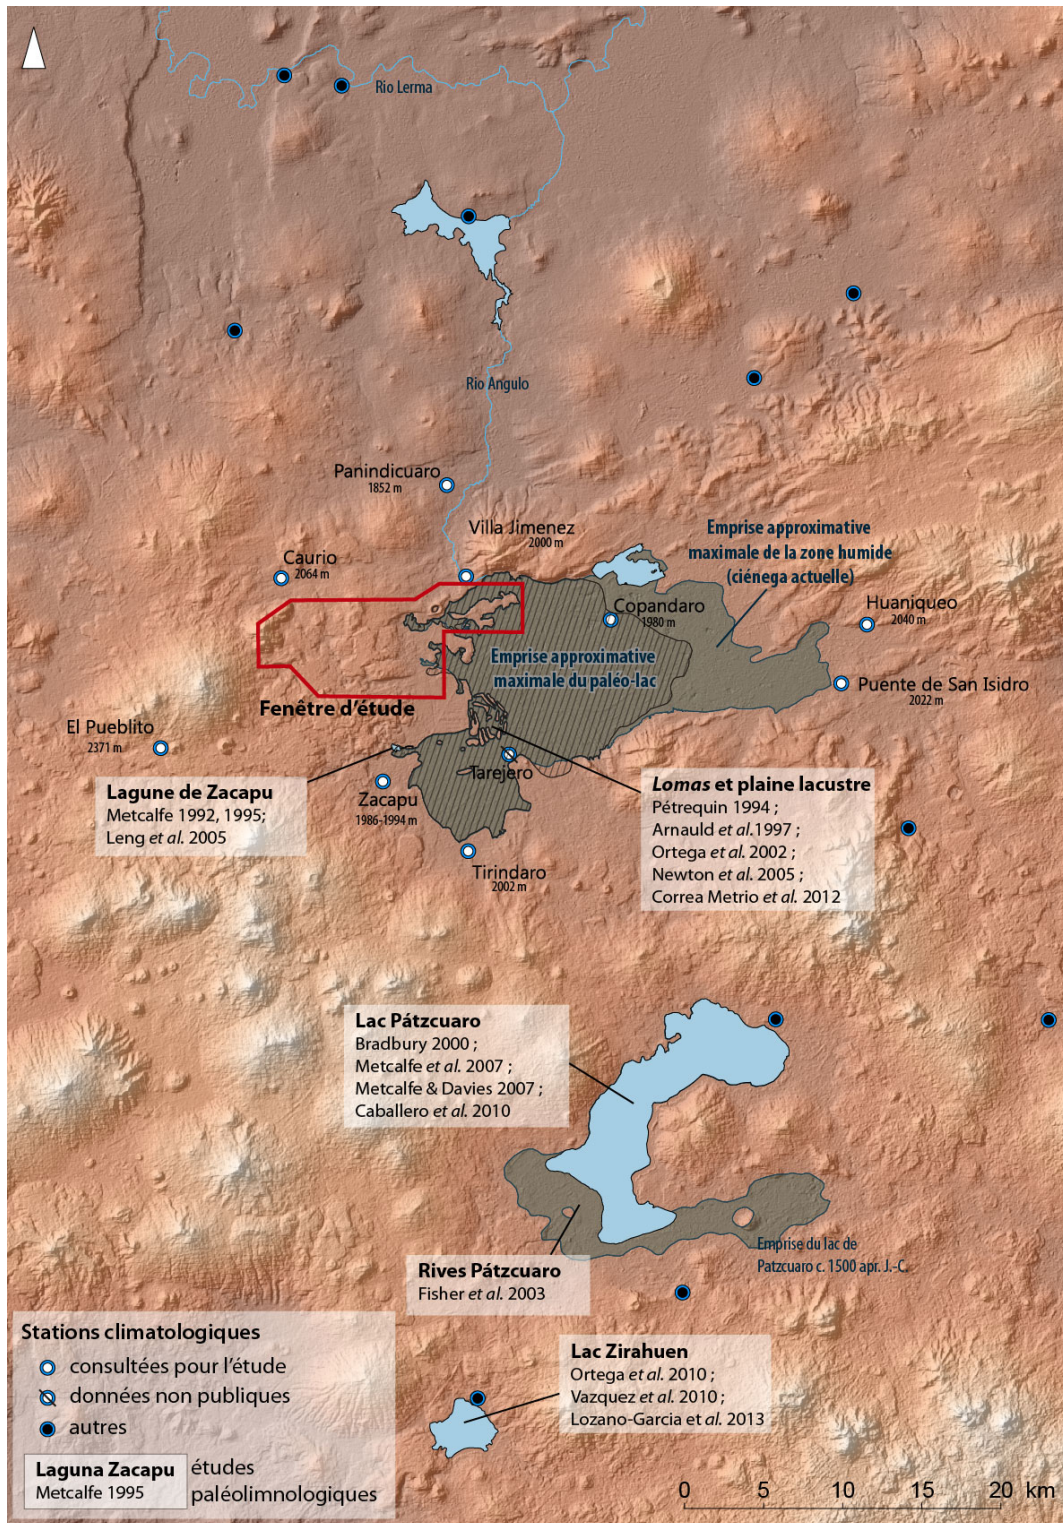 Rio Lerma
Rio Angulo
Panindicuaro
1852 m
Villa Jimenez
2000 m
Emprise approximative
maximale de la zone humide
(ciénega actuelle)
Caurio
2064 m
Copandaro
1980 m
Huaniqueo
2040 m
Emprise approximative
maximale du paléo-lac
Puente de San Isidro
2022 m
Fenêtre d'étude
El Pueblito
2371 m
Tarejero
Lagune de Zacapu
Metcalfe 1992, 1995;
Leng et al. 2005
Zacapu
1986-1994 m
Lomas et plaine lacustre
Pétrequin 1994 ;
Arnauld et al.1997 ;
Ortega et al. 2002 ;
Newton et al. 2005 ;
Correa Metrio et al. 2012
Tirindaro
2002 m
Lac Pátzcuaro
Bradbury 2000 ;
Metcalfe et al. 2007 ;
Metcalfe & Davies 2007 ;
Caballero et al. 2010
Emprise du lac de
Patzcuaro c. 1500 apr. J.-C.
Rives Pátzcuaro
Fisher et al. 2003
Lac Zirahuen
Ortega et al. 2010 ;
Vazquez et al. 2010 ;
Lozano-Garcia et al. 2013
Stations climatologiques
consultées pour l'étude
données non publiques
autres
Laguna Zacapu
Metcalfe 1995
études
paléolimnologiques
0 5 10 15 20 km